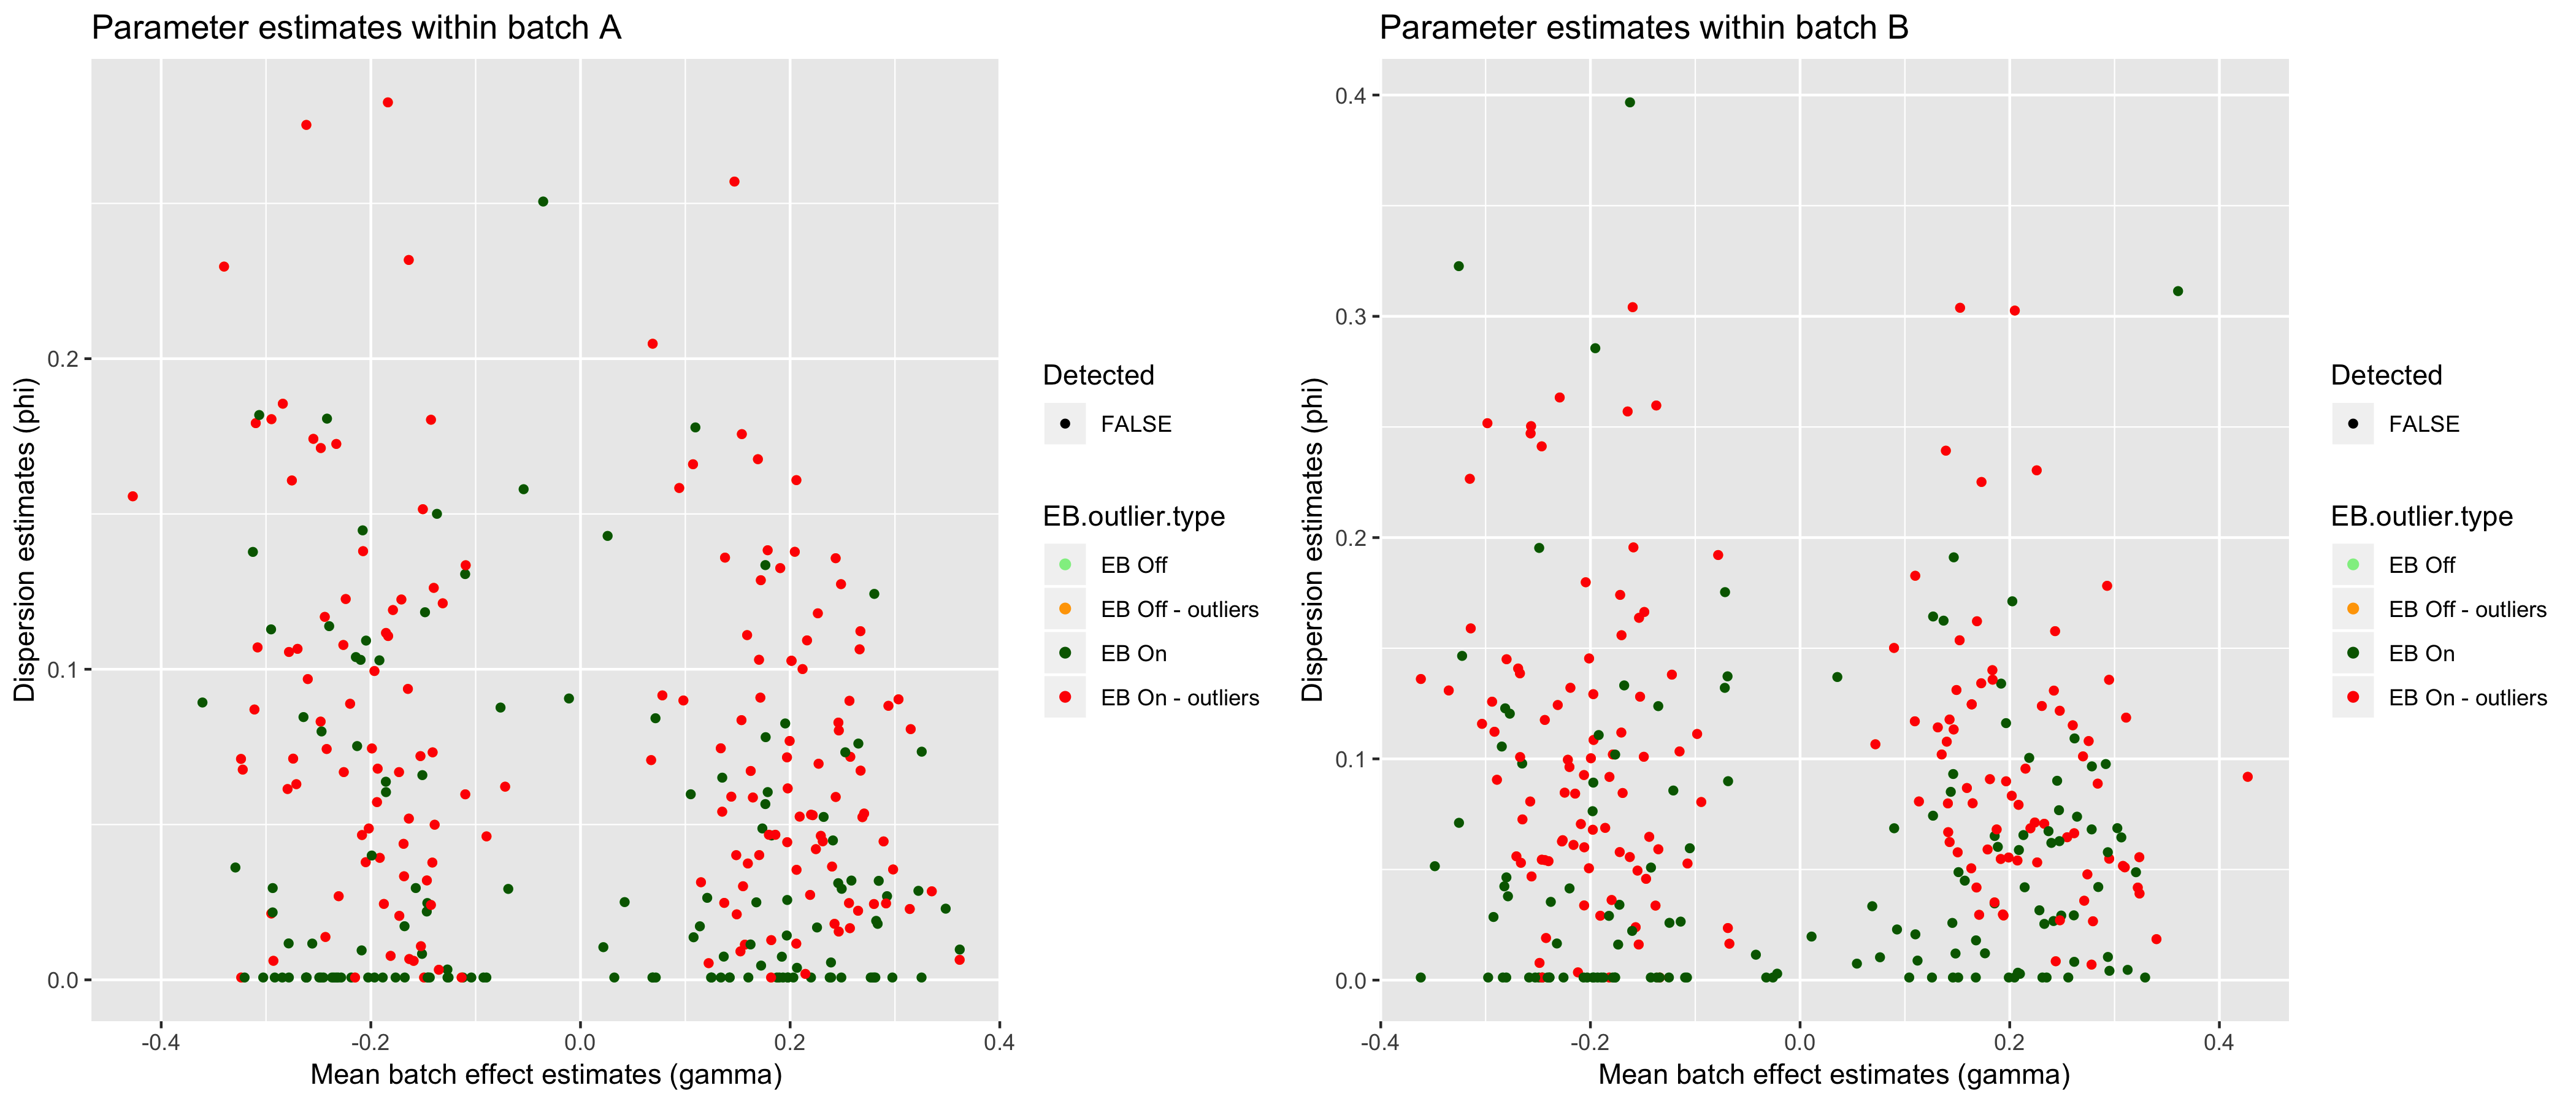 Parameter estimates within batch A
Dispersion estimates (phi)
0.2
0.1
0.0
-0.4
-0.2
0.0
0.2
0.4
Mean batch effect estimates (gamma)
Detected
FALSE
EB.outlier.type
EB Off
EB Off - outliers
EB On
EB On - outliers
Parameter estimates within batch B
Dispersion estimates (phi)
0.4
0.3
0.2
0.1
0.0
-0.4
-0.2
0.0
0.2
0.4
Mean batch effect estimates (gamma)
Detected
FALSE
EB.outlier.type
EB Off
EB Off - outliers
EB On
EB On - outliers